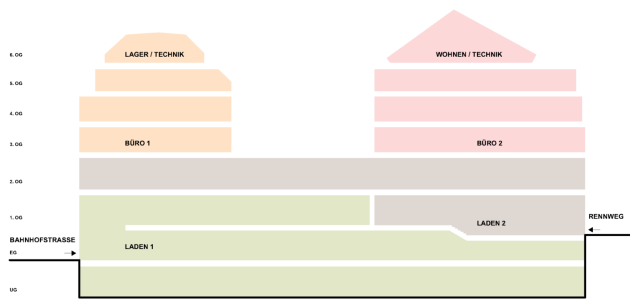 6. OG
LAGER / TECHNIK
WOHNEN / TECHNIK
5. OG
4. OG
3. OG
BÜRO 1
BÜRO 2
2. OG
1. OG
LADEN 2
RENNWEG
BAHNHOFSTRASSE
LADEN 1
EG
UG